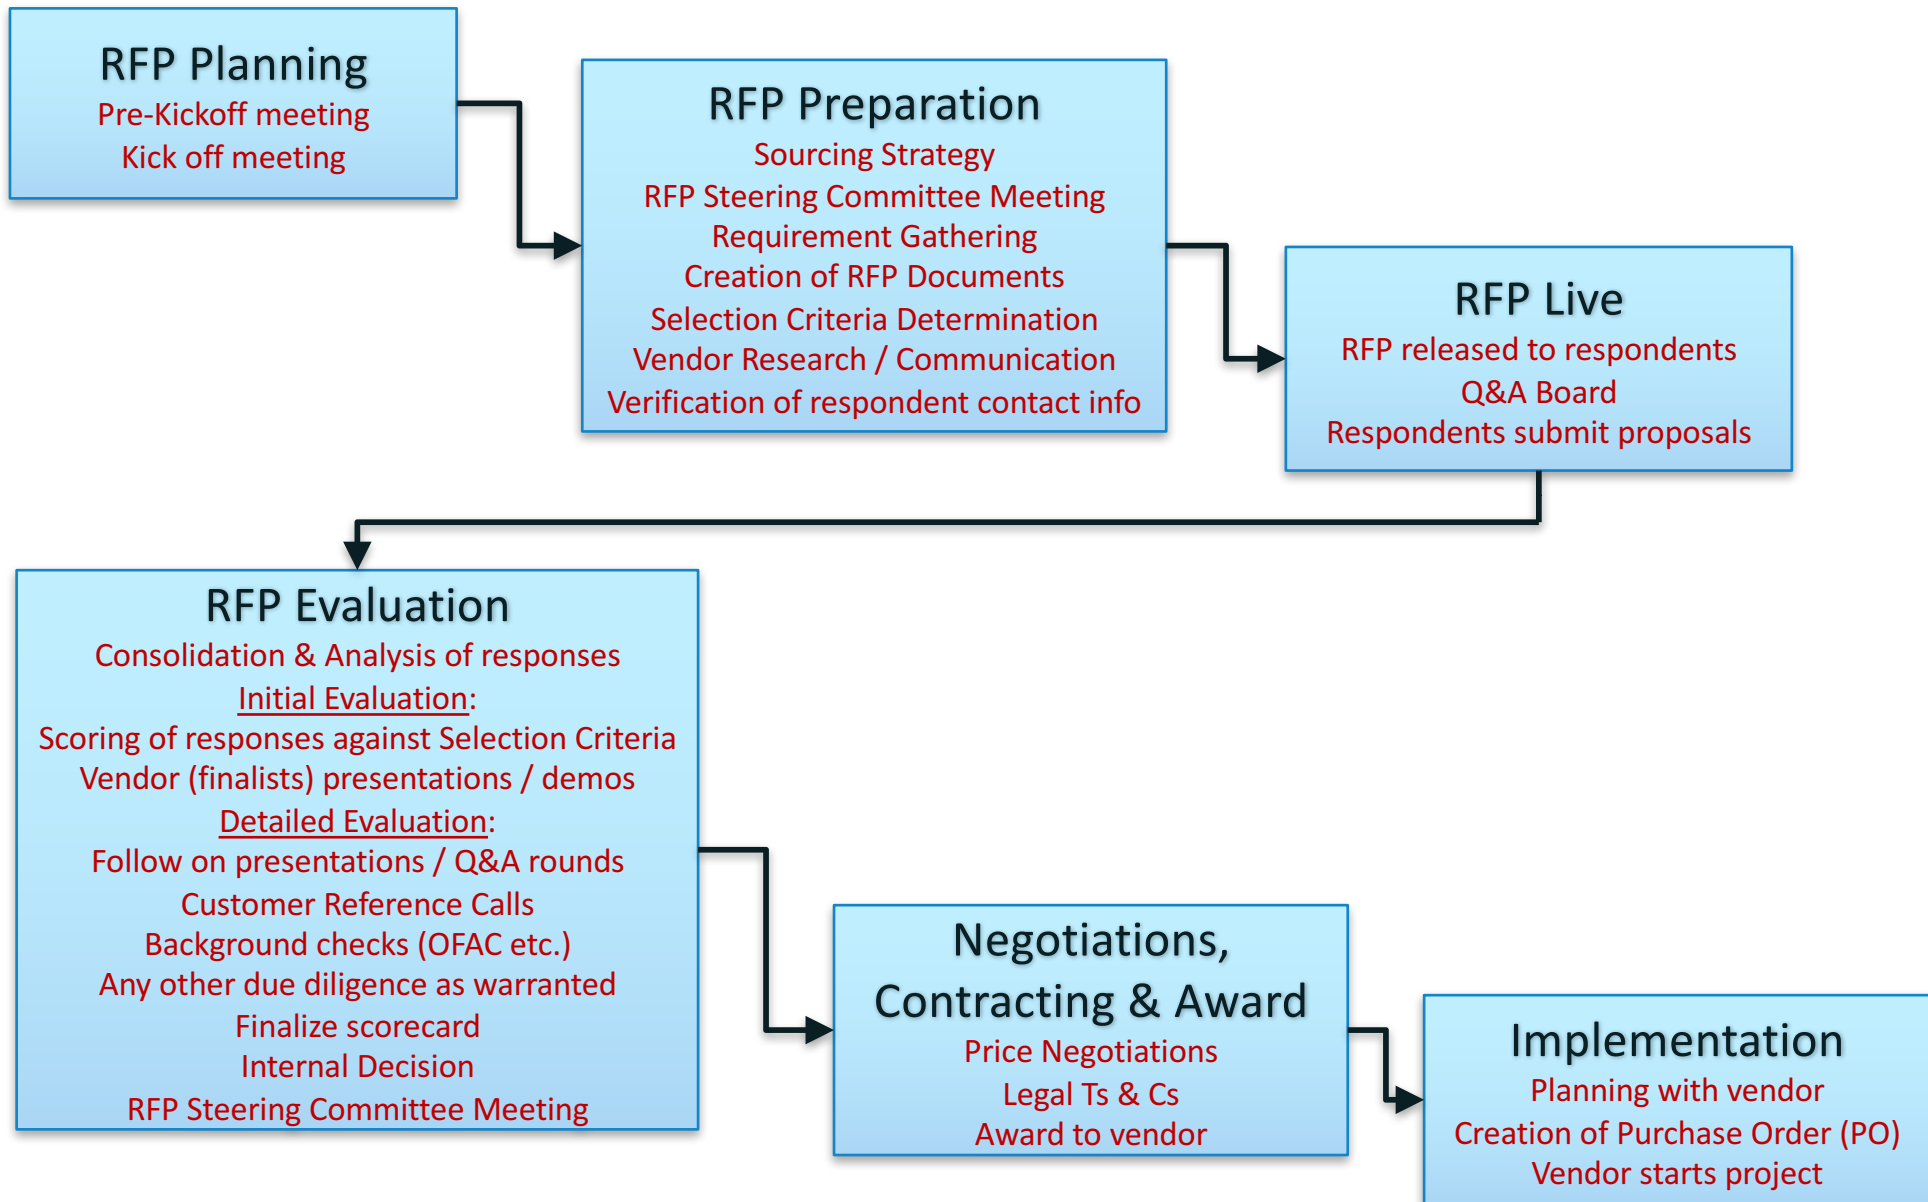 RFP Planning
Pre-Kickoff meeting
Kick off meeting
RFP Preparation
Sourcing Strategy
RFP Steering Committee Meeting
Requirement Gathering
Creation of RFP Documents
Selection Criteria Determination
Vendor Research / Communication
Verification of respondent contact info
RFP Live
RFP released to respondents
Q&A Board
Respondents submit proposals
RFP Evaluation
Consolidation & Analysis of responses
Initial Evaluation:
Scoring of responses against Selection Criteria
Vendor (finalists) presentations / demos
Detailed Evaluation:
Follow on presentations / Q&A rounds
Customer Reference Calls
Background checks (OFAC etc.)
Any other due diligence as warranted
Finalize scorecard
Internal Decision
RFP Steering Committee Meeting
Negotiations,
Contracting & Award
Price Negotiations
Legal Ts & Cs
Award to vendor
Implementation
Planning with vendor
Creation of Purchase Order (PO)
Vendor starts project